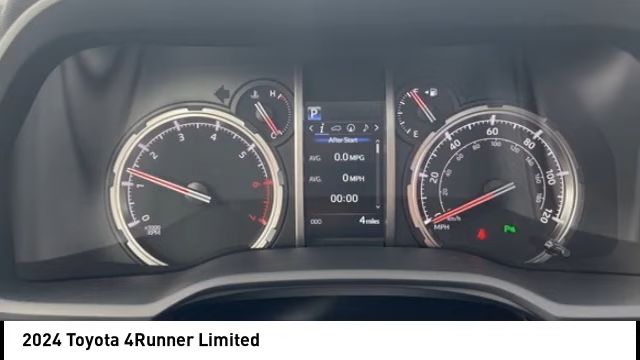 H
C
F
E
P
i
After Start
AVG. 0.0 MPG
AVG. 0 MPH
00:00
ODO 4 miles
0 1 2 3 4 5 6 7
x1000
RPM
20 40 60 80 100 120
MPH
km/h
2024 Toyota 4Runner Limited